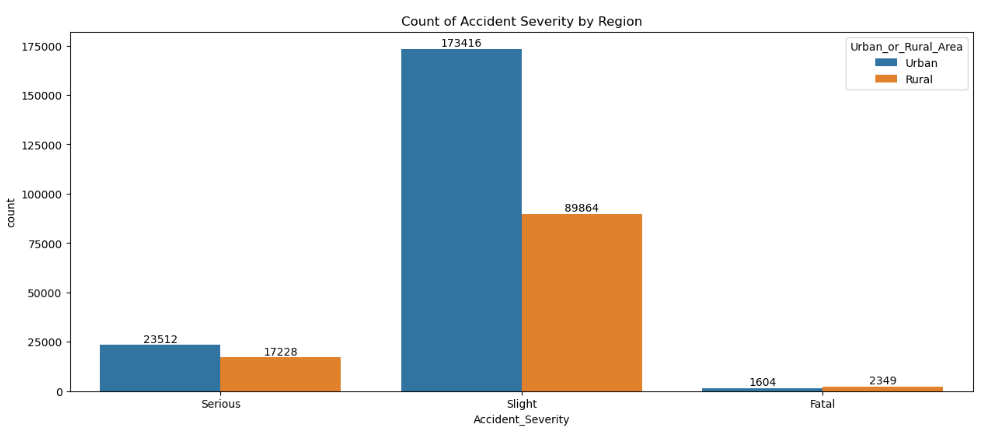 Count of Accident Severity by Region
175000
150000
125000
100000
75000
50000
25000
0
count
23512
17228
173416
89864
1604
2349
Urban_or_Rural_Area
Urban
Rural
Serious
Slight
Fatal
Accident_Severity